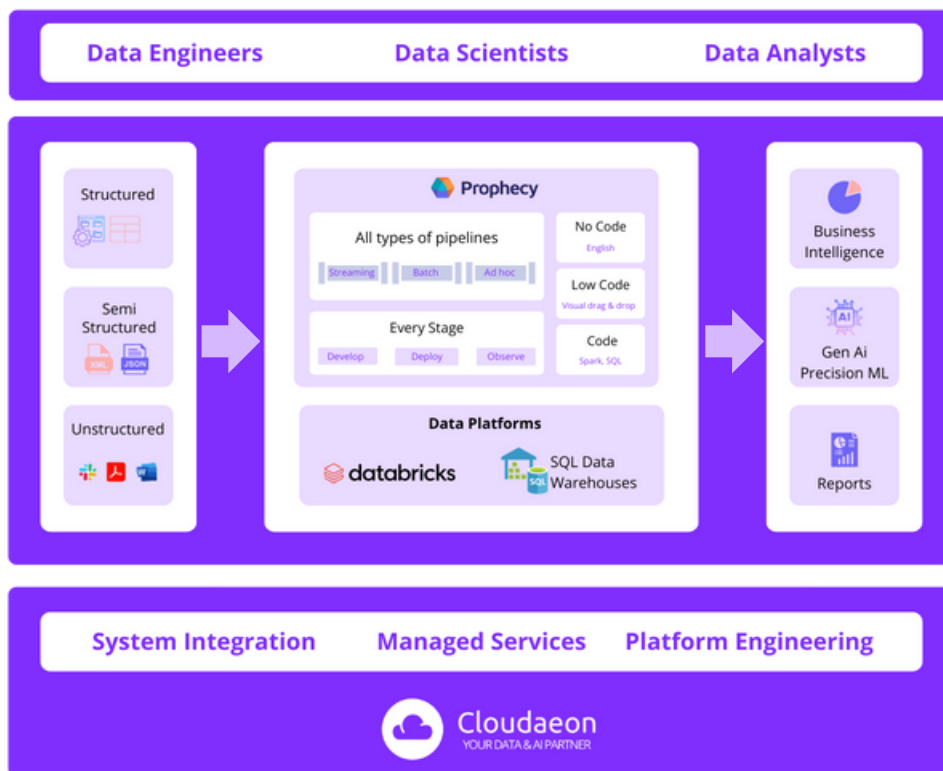 Data Engineers
Data Scientists
Data Analysts
Structured
Semi
Structured
XML
JSON
Unstructured
Prophecy
All types of pipelines
Streaming
Batch
Ad hoc
Every Stage
Develop
Deploy
Observe
No Code
English
Low Code
Visual drag & drop
Code
Spark, SQL
Data Platforms
databricks
SQL
SQL Data
Warehouses
Business
Intelligence
AI
Gen Ai
Precision ML
Reports
System Integration
Managed Services
Platform Engineering
Cloudaeon
YOUR DATA & AI PARTNER